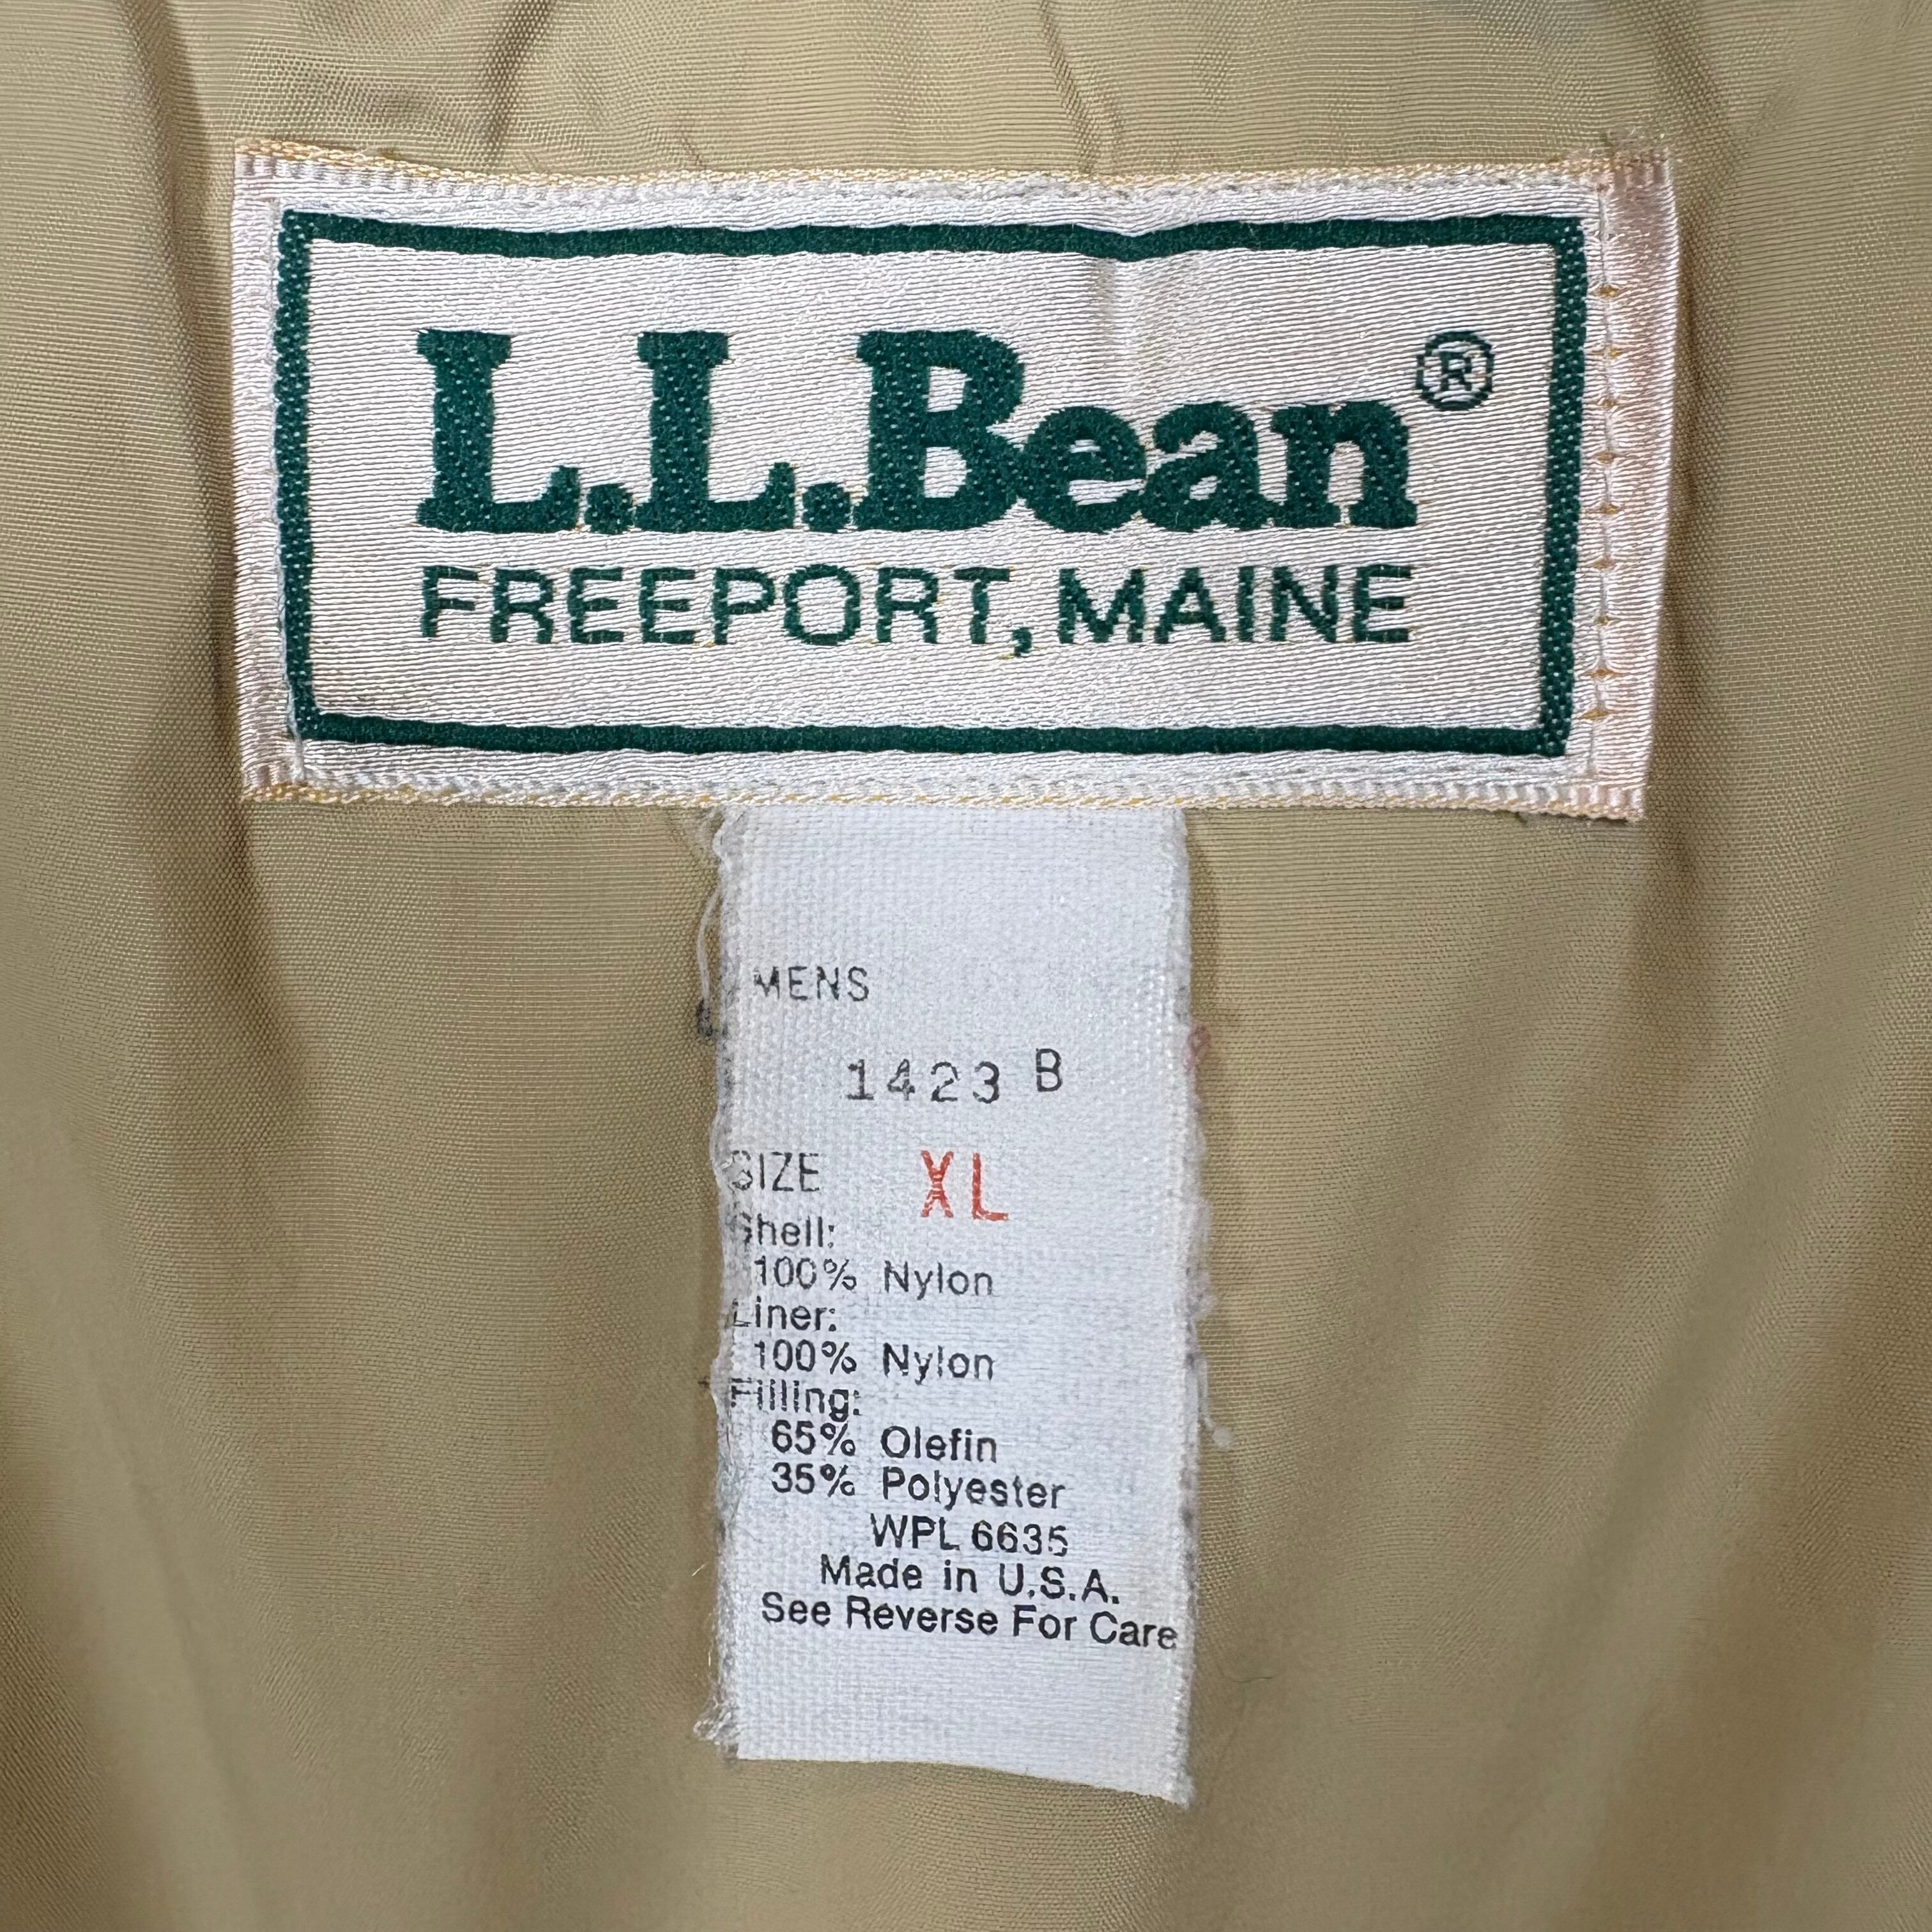 L.L.Bean®
FREEPORT, MAINE
MENS
1423 B
SIZE XL
Shell:
100% Nylon
Liner:
100% Nylon
Filling:
65% Olefin
35% Polyester
WPL 6635
Made in U.S.A.
See Reverse For Care